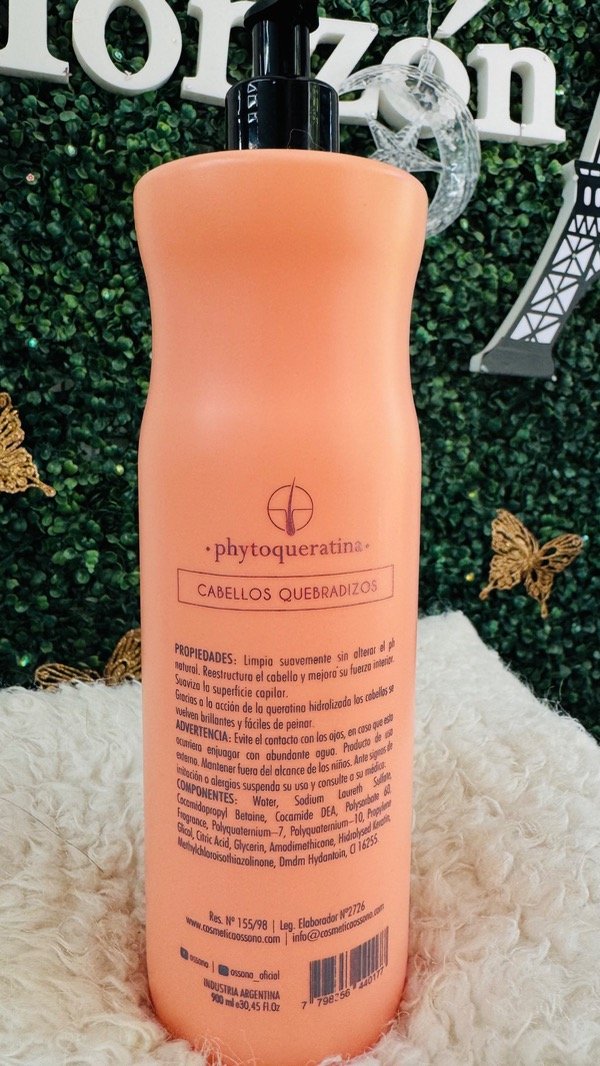 orzón
phytoqueratina
CABELLOS QUEBRADIZOS
PROPIEDADES: Limpia suavemente sin alterar el ph
natural. Reestructura el cabello y mejora su fuerza interior.
Suaviza la superficie capilar.
Gracias a la acción de la queratina hidrolizada los cabellos se
vuelven brillantes y fáciles de peinar.
ADVERTENCIA: Evite el contacto con los ojos, en caso que esto
ocurriera enjuagar con abundante agua. Producto de uso
externo. Mantener fuera del alcance de los niños. Ante signos de
irritación o alergias suspenda su uso y consulte a su médico.
COMPONENTES: Water, Sodium Laureth Sulfate,
Cocamidopropyl Betaine, Cocamide DEA, Polysorbate 60,
Fragrance, Polyquaternium-7, Polyquaternium-10, Propylene
Glicol, Citric Acid, Glycerin, Amodimethicone, Hidrolysed Keratin,
Methylchloroisothiazolinone, Dmdm Hydantoin, CI 16255
Res. Nº 155/98 | Leg. Elaborador Nº2726
www.cosmeticaossono.com | info@cosmeticaossono.com
ossono | ossono_oficial
INDUSTRIA ARGENTINA
900 ml e30,45 fl.Oz
7 798256 440177